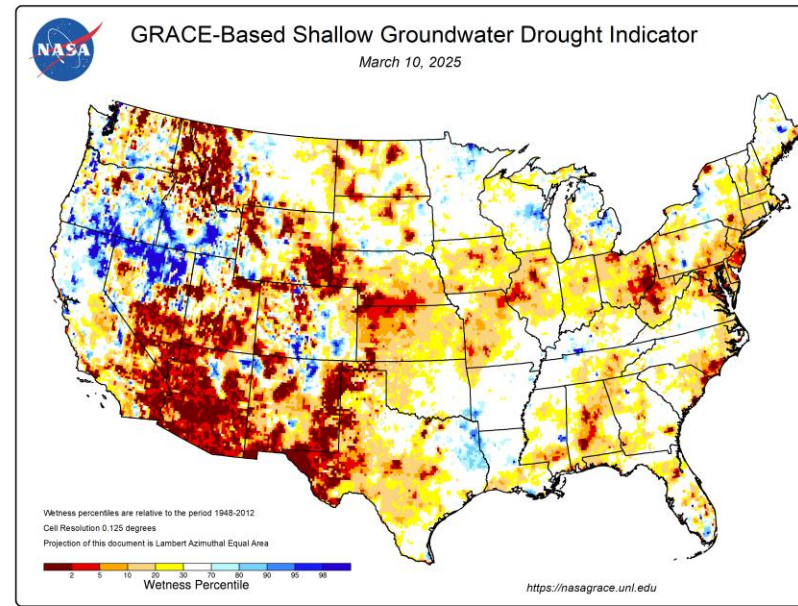 NASA
GRACE-Based Shallow Groundwater Drought Indicator
March 10, 2025
Wetness percentiles are relative to the period 1948-2012
Cell Resolution 0.125 degrees
Projection of this document is Lambert Azimuthal Equal Area
2 5 10 20 30 70 80 90 95 98
Wetness Percentile
https://nasagrace.unl.edu